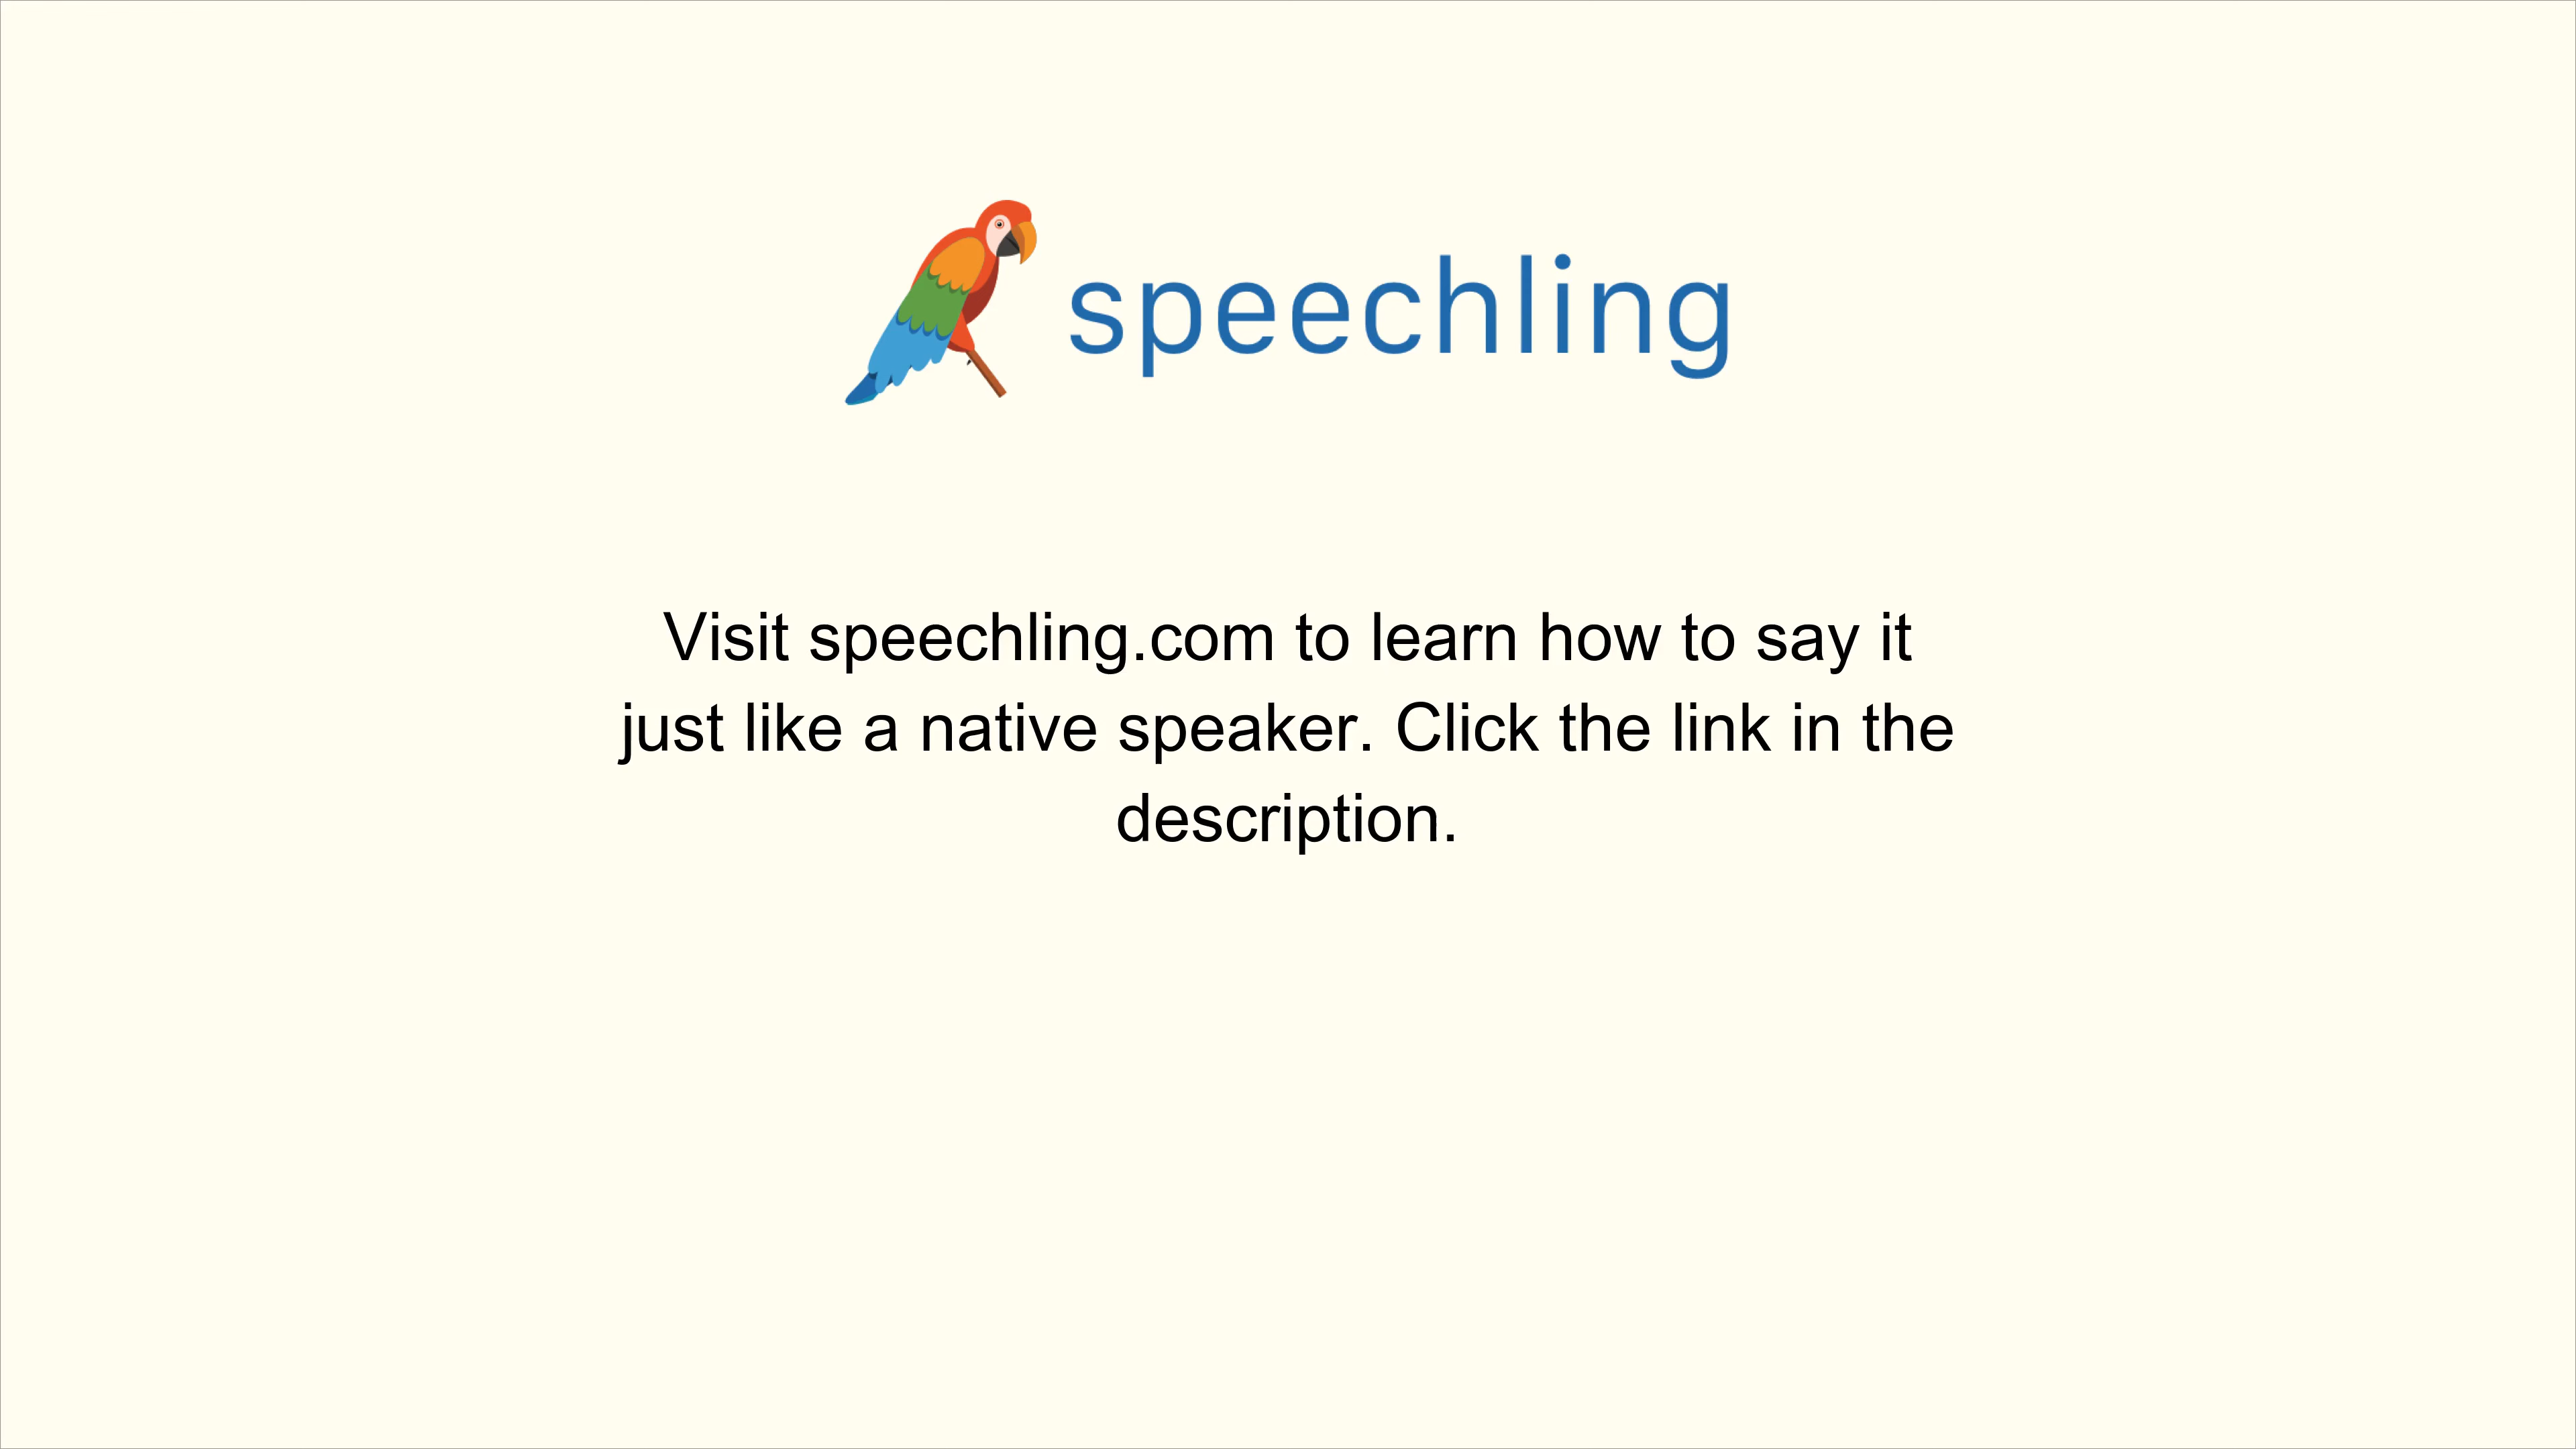 speechling
Visit speechling.com to learn how to say it
just like a native speaker. Click the link in the
description.